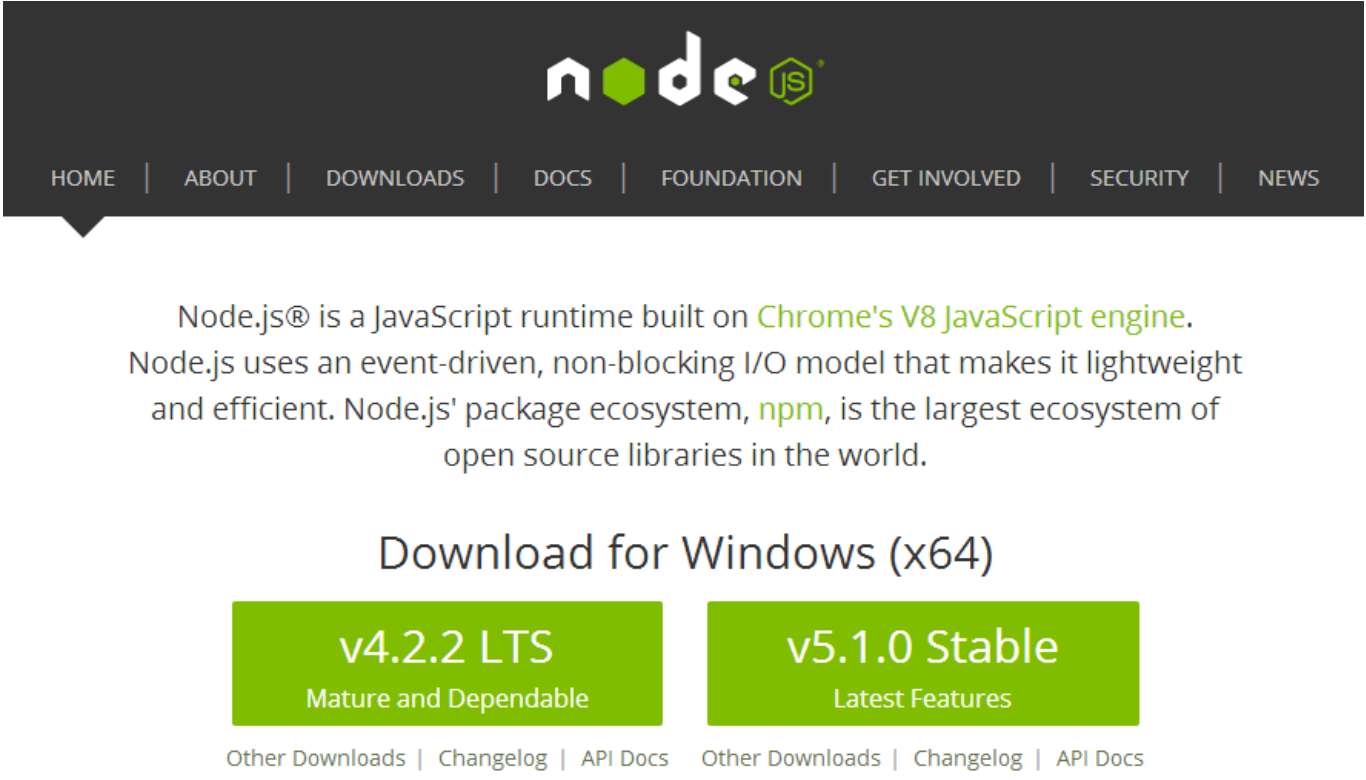 node JS®
HOME | ABOUT | DOWNLOADS | DOCS | FOUNDATION | GET INVOLVED | SECURITY | NEWS
Node.js® is a JavaScript runtime built on Chrome's V8 JavaScript engine.
Node.js uses an event-driven, non-blocking I/O model that makes it lightweight
and efficient. Node.js' package ecosystem, npm, is the largest ecosystem of
open source libraries in the world.
Download for Windows (x64)
v4.2.2 LTS
Mature and Dependable
v5.1.0 Stable
Latest Features
Other Downloads | Changelog | API Docs
Other Downloads | Changelog | API Docs